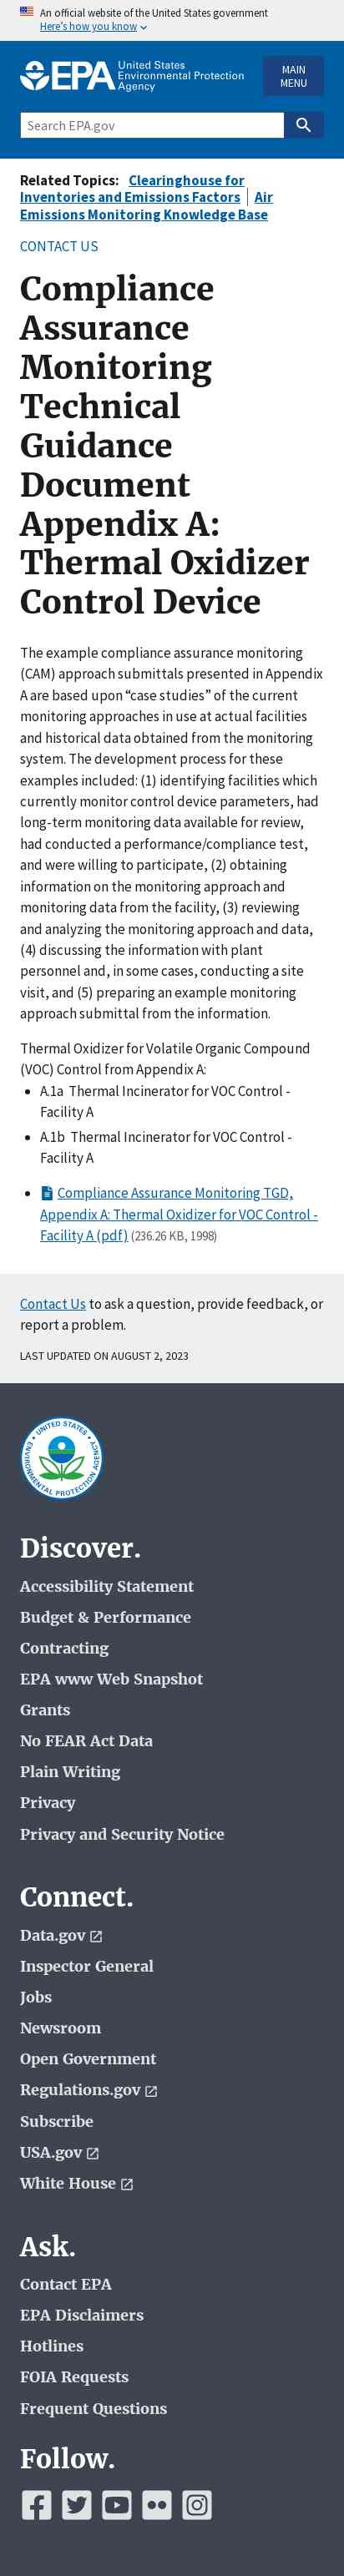 An official website of the United States government
Here’s how you know
EPA United States
Environmental Protection
Agency
MAIN
MENU
Search EPA.gov
Related Topics: Clearinghouse for
Inventories and Emissions Factors | Air
Emissions Monitoring Knowledge Base
CONTACT US
Compliance
Assurance
Monitoring
Technical
Guidance
Document
Appendix A:
Thermal Oxidizer
Control Device
The example compliance assurance monitoring
(CAM) approach submittals presented in Appendix
A are based upon “case studies” of the current
monitoring approaches in use at actual facilities
and historical data obtained from the monitoring
system. The development process for these
examples included: (1) identifying facilities which
currently monitor control device parameters, had
long-term monitoring data available for review,
had conducted a performance/compliance test,
and were willing to participate, (2) obtaining
information on the monitoring approach and
monitoring data from the facility, (3) reviewing
and analyzing the monitoring approach and data,
(4) discussing the information with plant
personnel and, in some cases, conducting a site
visit, and (5) preparing an example monitoring
approach submittal from the information.
Thermal Oxidizer for Volatile Organic Compound
(VOC) Control from Appendix A:
• A.1a Thermal Incinerator for VOC Control -
Facility A
• A.1b Thermal Incinerator for VOC Control -
Facility A
• Compliance Assurance Monitoring TGD,
Appendix A: Thermal Oxidizer for VOC Control -
Facility A (pdf) (236.26 KB, 1998)
Contact Us to ask a question, provide feedback, or
report a problem.
LAST UPDATED ON AUGUST 2, 2023
UNITED STATES
ENVIRONMENTAL PROTECTION AGENCY
Discover.
Accessibility Statement
Budget & Performance
Contracting
EPA www Web Snapshot
Grants
No FEAR Act Data
Plain Writing
Privacy
Privacy and Security Notice
Connect.
Data.gov
Inspector General
Jobs
Newsroom
Open Government
Regulations.gov
Subscribe
USA.gov
White House
Ask.
Contact EPA
EPA Disclaimers
Hotlines
FOIA Requests
Frequent Questions
Follow.